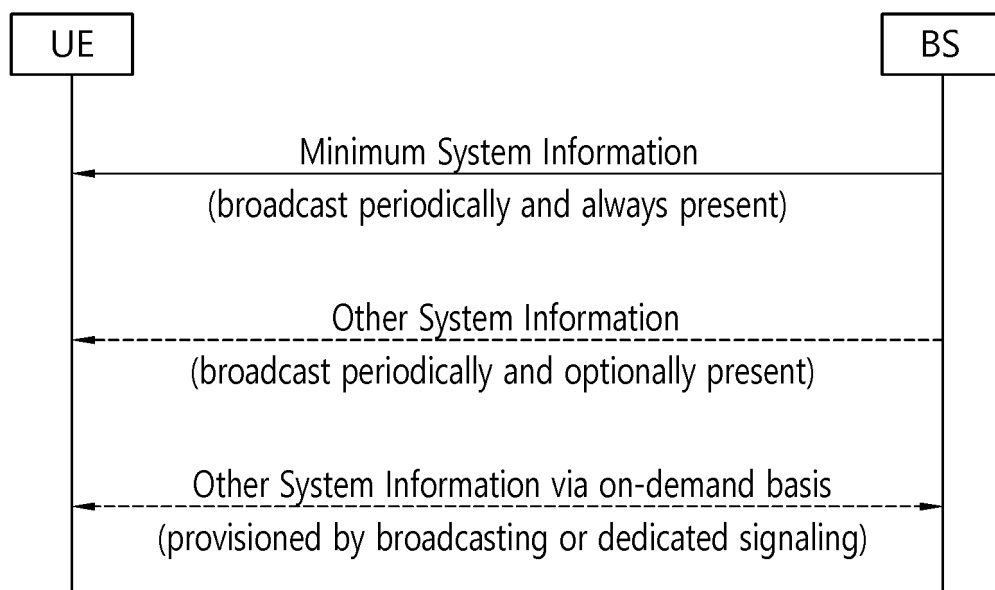 UE
BS
Minimum System Information
(broadcast periodically and always present)
Other System Information
(broadcast periodically and optionally present)
Other System Information via on-demand basis
(provisioned by broadcasting or dedicated signaling)